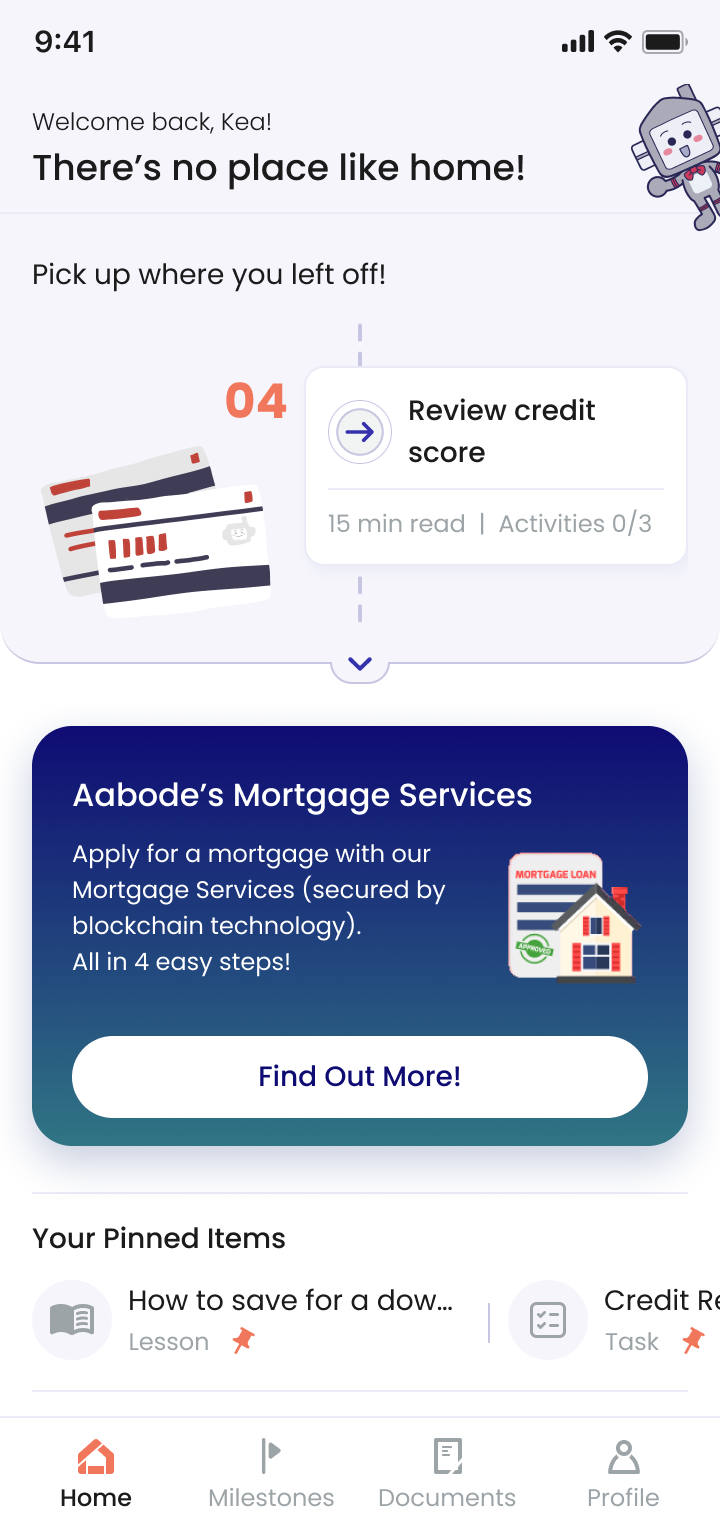 9:41
Welcome back, Kea!
There’s no place like home!
Pick up where you left off!
04
Review credit
score
15 min read | Activities 0/3
Aabode’s Mortgage Services
Apply for a mortgage with our
Mortgage Services (secured by
blockchain technology).
All in 4 easy steps!
MORTGAGE LOAN
APPROVED
Find Out More!
Your Pinned Items
How to save for a dow...
Lesson
Credit Re
Task
Home
Milestones
Documents
Profile